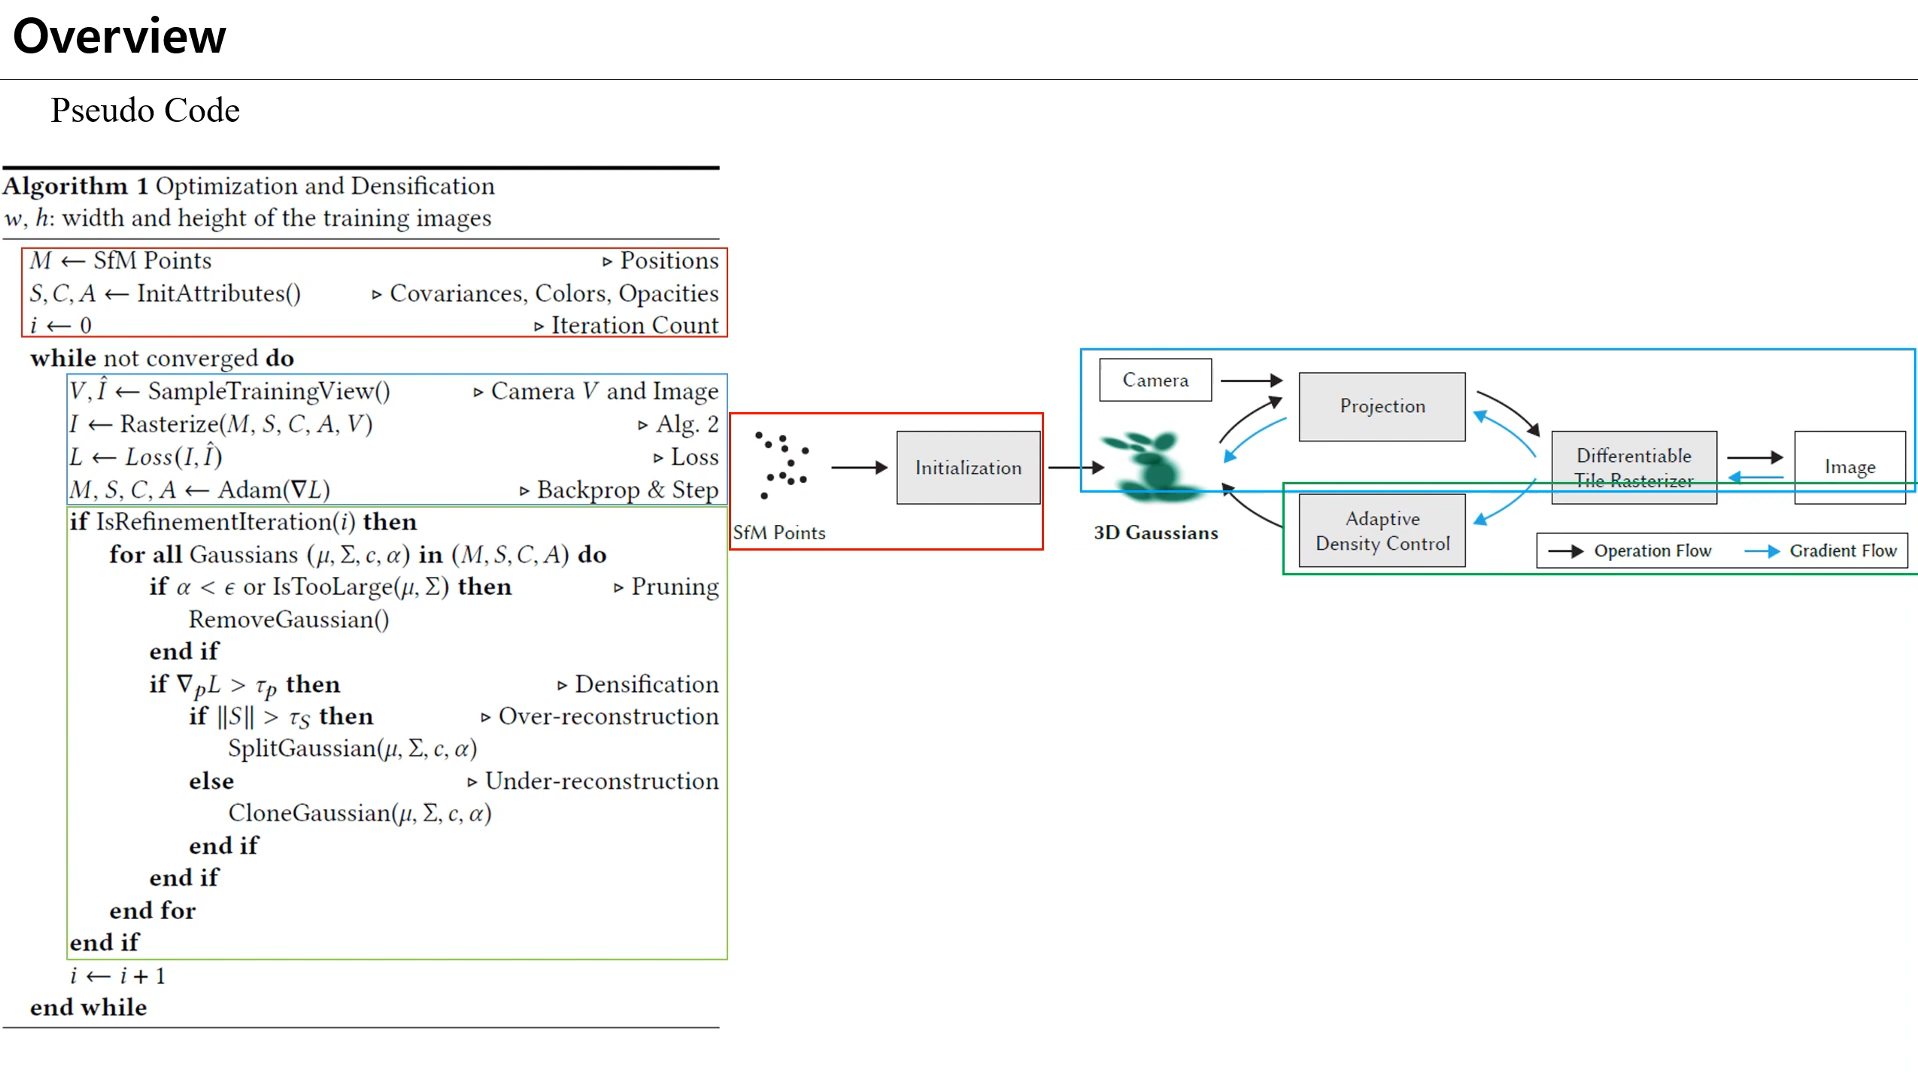 Overview
Pseudo Code
Algorithm 1 Optimization and Densification
w, h: width and height of the training images
M ← SfM Points ▷ Positions
S, C, A ← InitAttributes() ▷ Covariances, Colors, Opacities
i ← 0 ▷ Iteration Count
while not converged do
V, Î ← SampleTrainingView() ▷ Camera V and Image
I ← Rasterize(M, S, C, A, V) ▷ Alg. 2
L ← Loss(I, Î) ▷ Loss
M, S, C, A ← Adam(∇L) ▷ Backprop & Step
if IsRefinementIteration(i) then
for all Gaussians (μ, Σ, c, α) in (M, S, C, A) do
if α < ϵ or IsTooLarge(μ, Σ) then ▷ Pruning
RemoveGaussian()
end if
if ∇pL > τp then ▷ Densification
if ‖S‖ > τS then ▷ Over-reconstruction
SplitGaussian(μ, Σ, c, α)
else ▷ Under-reconstruction
CloneGaussian(μ, Σ, c, α)
end if
end if
end for
end if
i ← i + 1
end while
SfM Points
Initialization
Camera
3D Gaussians
Projection
Adaptive
Density Control
Differentiable
Tile Rasterizer
Image
Operation Flow
Gradient Flow